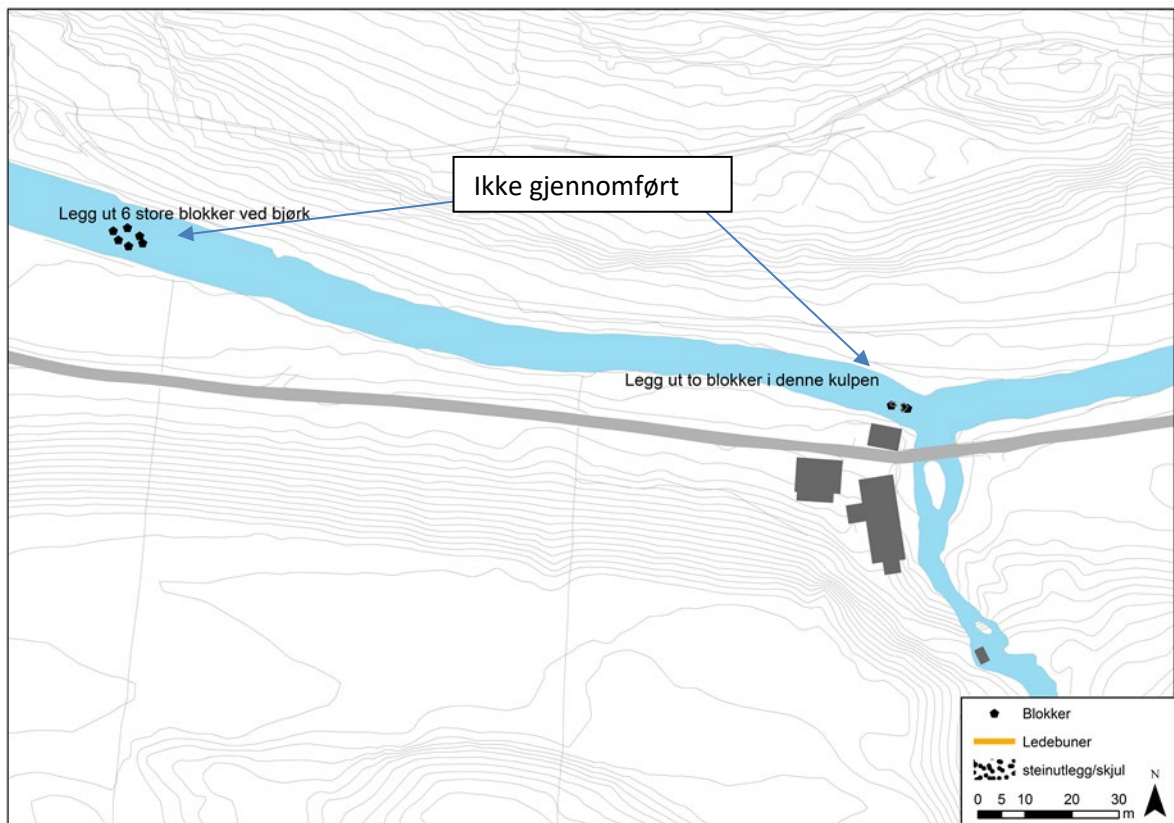 Ikke gjennomført
Legg ut 6 store blokker ved bjørk
Legg ut to blokker i denne kulpen
Blokker
Ledebuner
steinutlegg/skjul
N
0 5 10 20 30
m